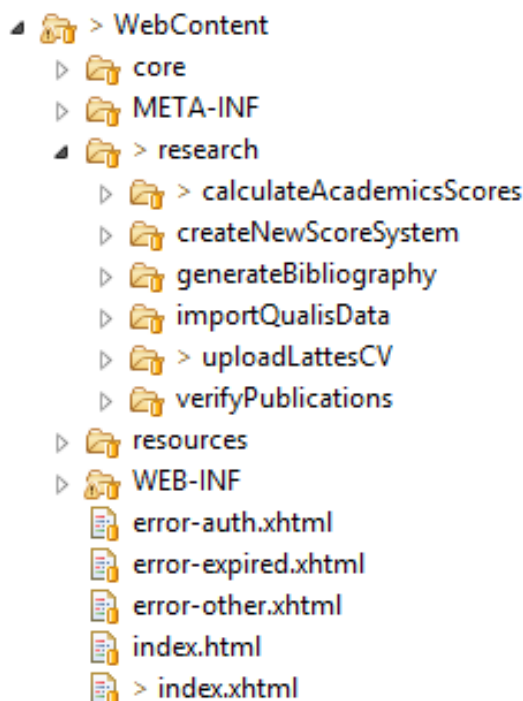 > WebContent
core
META-INF
> research
> calculateAcademicsScores
createNewScoreSystem
generateBibliography
importQualisData
> uploadLattesCV
verifyPublications
resources
WEB-INF
error-auth.xhtml
error-expired.xhtml
error-other.xhtml
index.html
> index.xhtml